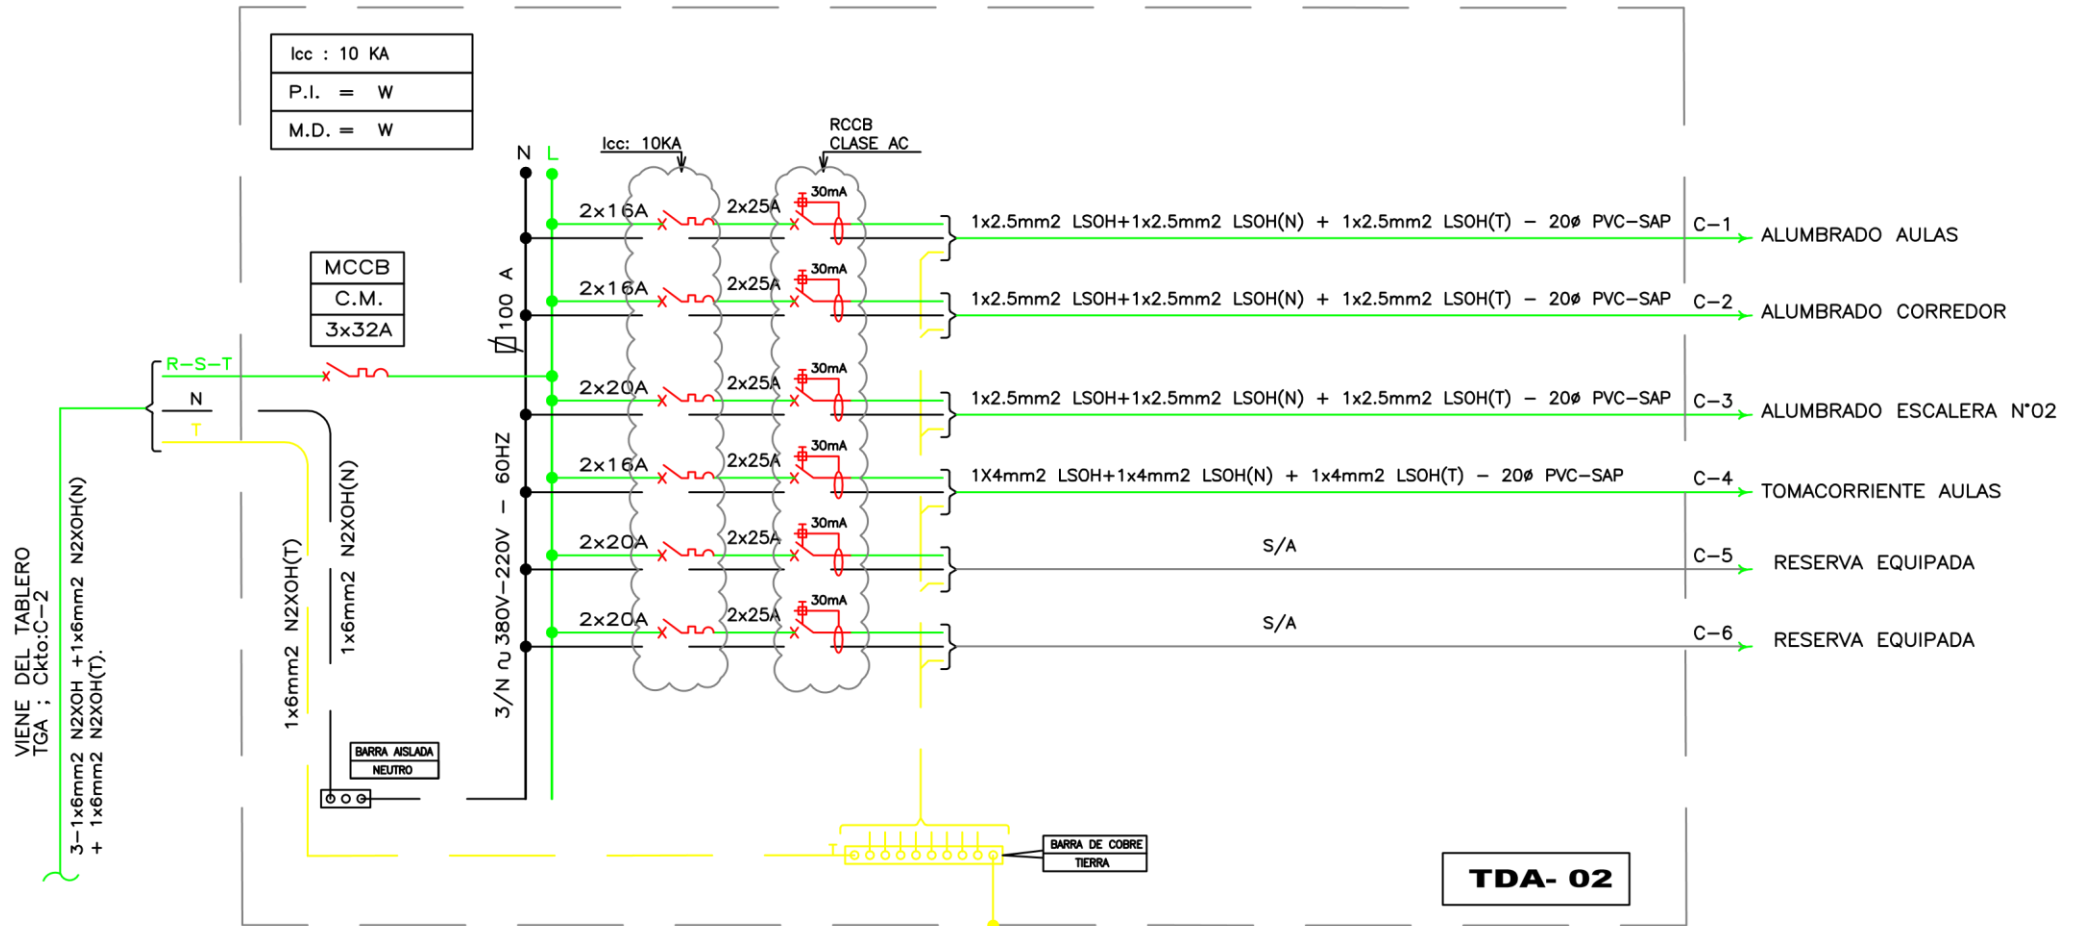 Icc : 10 KA
P.I. = W
M.D. = W
MCCB
C.M.
3x32A
N L
Icc: 10KA
RCCB
CLASE AC
2x16A 2x25A 30mA 1x2.5mm2 LSOH+1x2.5mm2 LSOH(N) + 1x2.5mm2 LSOH(T) – 20ø PVC-SAP C-1 ALUMBRADO AULAS
2x16A 2x25A 30mA 1x2.5mm2 LSOH+1x2.5mm2 LSOH(N) + 1x2.5mm2 LSOH(T) – 20ø PVC-SAP C-2 ALUMBRADO CORREDOR
2x20A 2x25A 30mA 1x2.5mm2 LSOH+1x2.5mm2 LSOH(N) + 1x2.5mm2 LSOH(T) – 20ø PVC-SAP C-3 ALUMBRADO ESCALERA N°02
2x16A 2x25A 30mA 1X4mm2 LSOH+1x4mm2 LSOH(N) + 1x4mm2 LSOH(T) – 20ø PVC-SAP C-4 TOMACORRIENTE AULAS
2x20A 2x25A 30mA S/A C-5 RESERVA EQUIPADA
2x20A 2x25A 30mA S/A C-6 RESERVA EQUIPADA
100 A
3/N ∿ 380V-220V – 60HZ
R-S-T
N
T
VIENE DEL TABLERO
TGA ; Ckto:C-2
3-1x6mm2 N2XOH +1x6mm2 N2XOH(N)
+ 1x6mm2 N2XOH(T).
1x6mm2 N2XOH(T)
1x6mm2 N2XOH(N)
BARRA AISLADA
NEUTRO
T
BARRA DE COBRE
TIERRA
TDA- 02